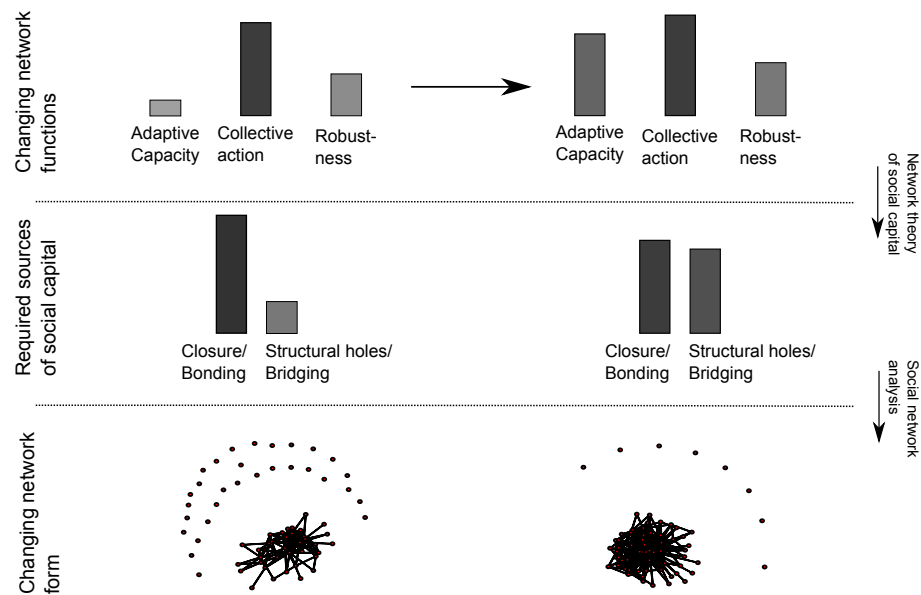 Changing network
functions
Adaptive
Capacity
Collective
action
Robust-
ness
Adaptive
Capacity
Collective
action
Robust-
ness
Network theory
of social capital
Required sources
of social capital
Closure/
Bonding
Structural holes/
Bridging
Closure/
Bonding
Structural holes/
Bridging
Social network
analysis
Changing network
form